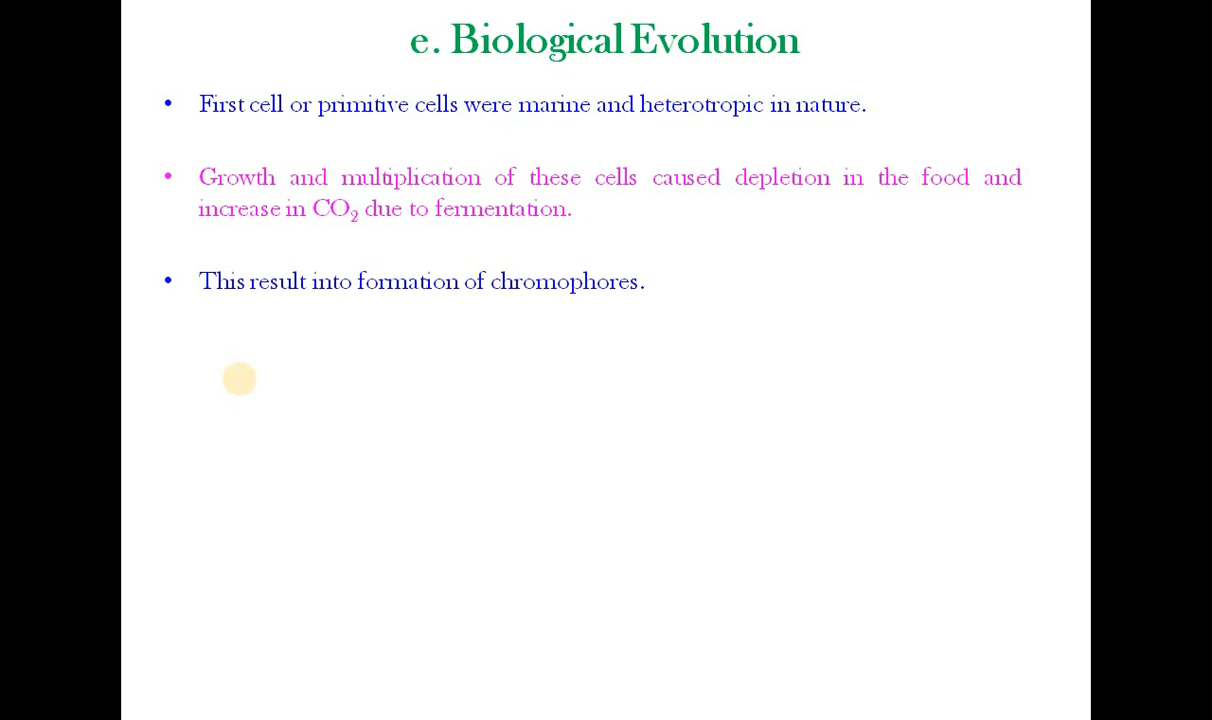 e. Biological Evolution
• First cell or primitive cells were marine and heterotropic in nature.
• Growth and multiplication of these cells caused depletion in the food and
increase in CO₂ due to fermentation.
• This result into formation of chromophores.